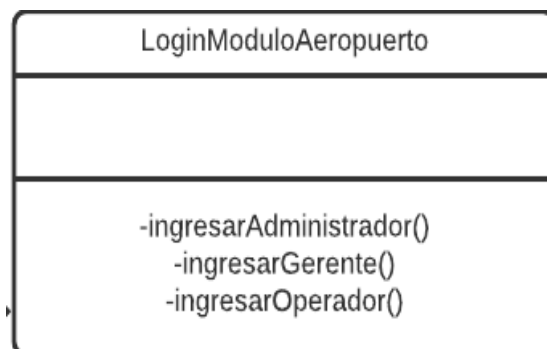 LoginModuloAeropuerto
-ingresarAdministrador()
-ingresarGerente()
-ingresarOperador()